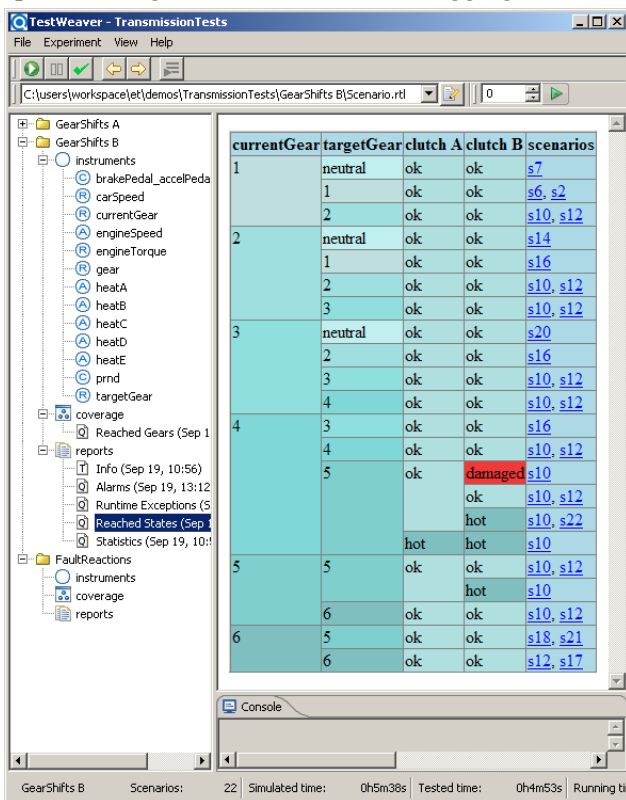 TestWeaver - TransmissionTests
File Experiment View Help
C:\users\workspace\et\demos\TransmissionTests\GearShifts B\Scenario.rtl 0
GearShifts A
GearShifts B
instruments
C brakePedal_accelPeda
R carSpeed
R currentGear
A engineSpeed
R engineTorque
R gear
A heatA
A heatB
A heatC
A heatD
A heatE
C prnd
R targetGear
coverage
Q Reached Gears (Sep 1
reports
T Info (Sep 19, 10:56)
Q Alarms (Sep 19, 13:12
Q Runtime Exceptions (S
Q Reached States (Sep 1
Q Statistics (Sep 19, 10:5
FaultReactions
instruments
coverage
reports
currentGear targetGear clutch A clutch B scenarios
1 neutral ok ok s7
1 ok ok s6, s2
2 ok ok s10, s12
2 neutral ok ok s14
1 ok ok s16
2 ok ok s10, s12
3 ok ok s10, s12
3 neutral ok ok s20
2 ok ok s16
3 ok ok s10, s12
4 ok ok s10, s12
4 3 ok ok s16
4 ok ok s10, s12
5 ok damaged s10
ok s10, s12
hot s10, s22
hot hot s10
5 5 ok ok s10, s12
hot s10
6 ok ok s10, s12
6 5 ok ok s18, s21
6 ok ok s12, s17
Console
GearShifts B Scenarios: 22 Simulated time: 0h5m38s Tested time: 0h4m53s Running ti